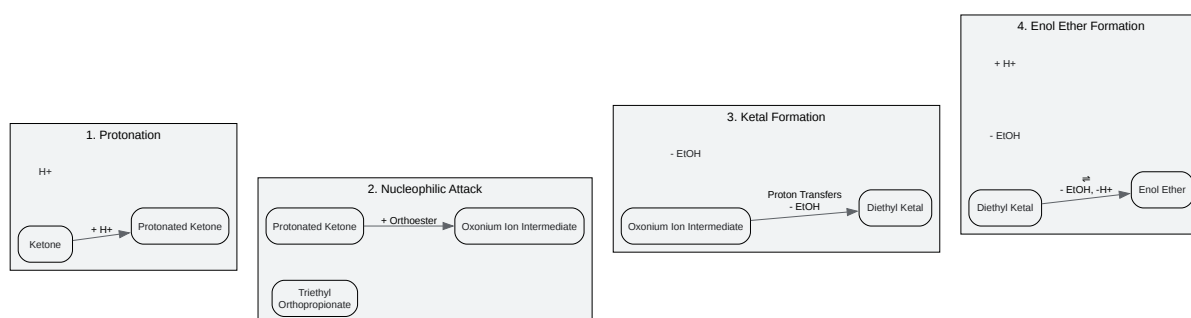 1. Protonation
H+
+ H+
Ketone
Protonated Ketone
2. Nucleophilic Attack
Protonated Ketone
+ Orthoester
Oxonium Ion Intermediate
Triethyl
Orthopropionate
3. Ketal Formation
- EtOH
Proton Transfers
- EtOH
Oxonium Ion Intermediate
Diethyl Ketal
4. Enol Ether Formation
+ H+
- EtOH
⇌
- EtOH, -H+
Diethyl Ketal
Enol Ether